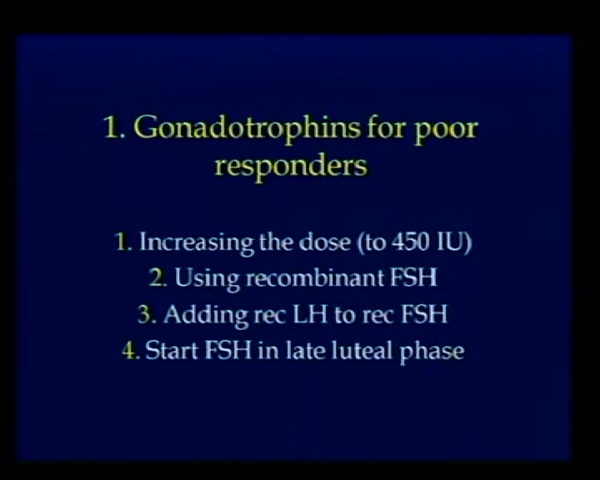 1. Gonadotrophins for poor
responders
1. Increasing the dose (to 450 IU)
2. Using recombinant FSH
3. Adding rec LH to rec FSH
4. Start FSH in late luteal phase